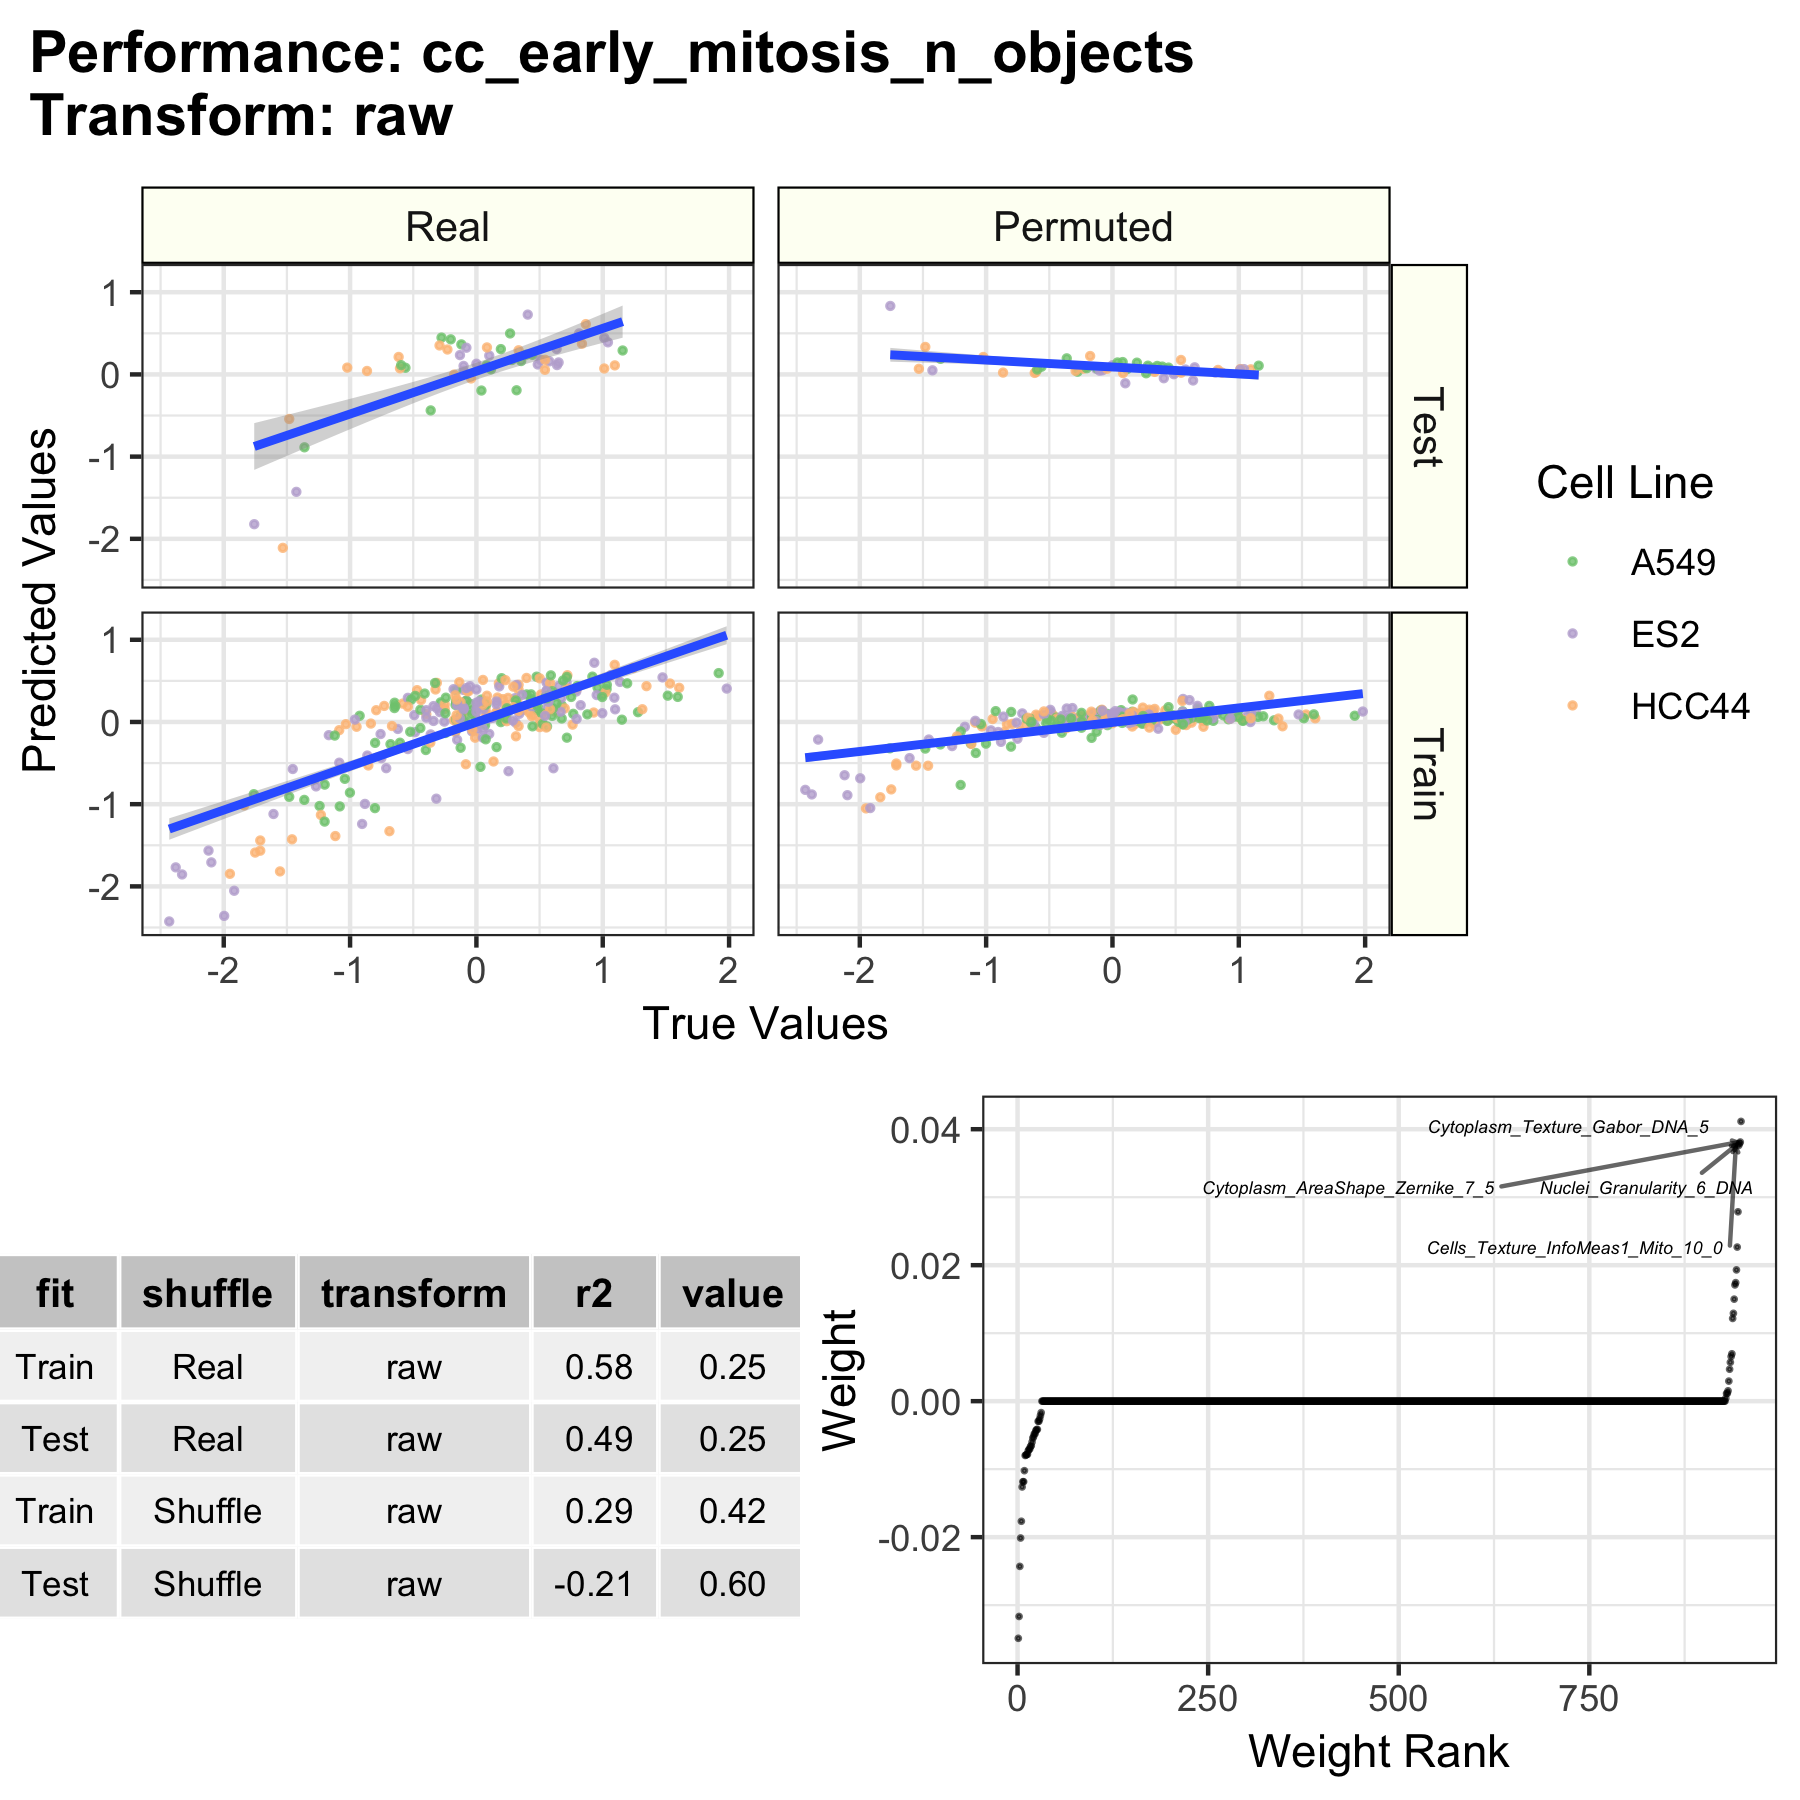 Performance: cc_early_mitosis_n_objects
Transform: raw
Real
Permuted
1
0
-1
-2
Test
1
0
-1
-2
Train
-2 -1 0 1 2
-2 -1 0 1 2
Predicted Values
True Values
Cell Line
A549
ES2
HCC44
fit shuffle transform r2 value
Train Real raw 0.58 0.25
Test Real raw 0.49 0.25
Train Shuffle raw 0.29 0.42
Test Shuffle raw -0.21 0.60
Weight
0.04
0.02
0.00
-0.02
Cytoplasm_Texture_Gabor_DNA_5
Cytoplasm_AreaShape_Zernike_7_5
Nuclei_Granularity_6_DNA
Cells_Texture_InfoMeas1_Mito_10_0
0 250 500 750
Weight Rank